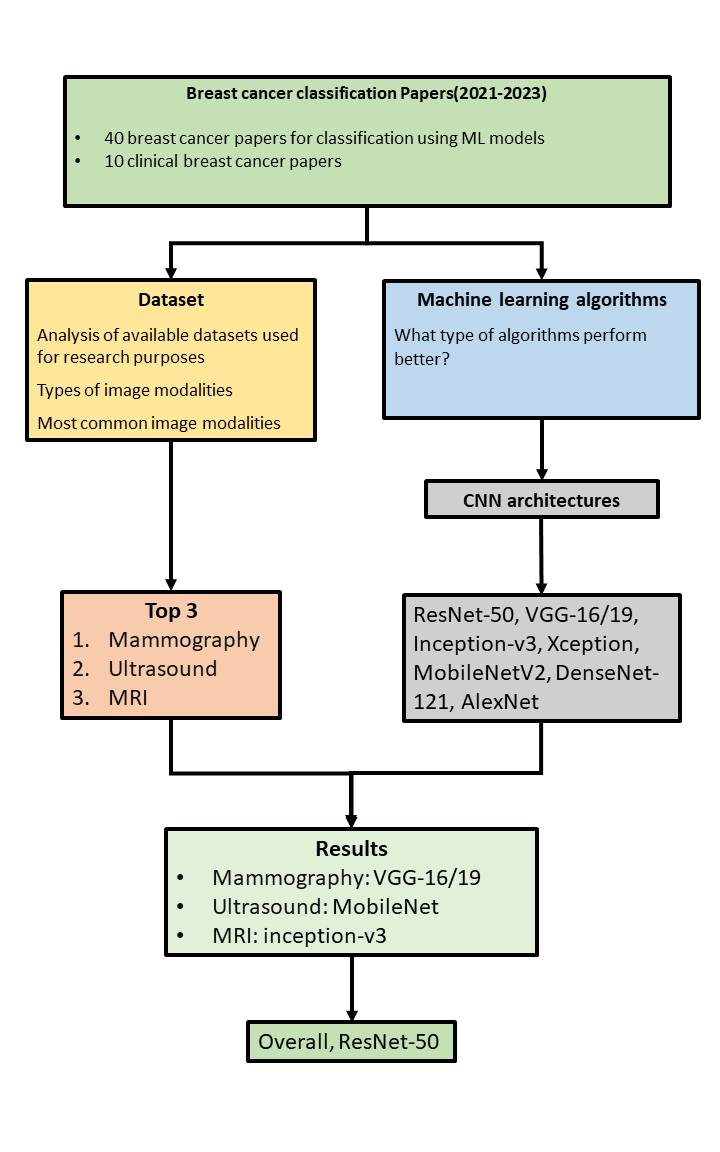 Breast cancer classification Papers(2021-2023)
• 40 breast cancer papers for classification using ML models
• 10 clinical breast cancer papers
Dataset
Analysis of available datasets used
for research purposes
Types of image modalities
Most common image modalities
Machine learning algorithms
What type of algorithms perform
better?
CNN architectures
Top 3
1. Mammography
2. Ultrasound
3. MRI
ResNet-50, VGG-16/19,
Inception-v3, Xception,
MobileNetV2, DenseNet-
121, AlexNet
Results
• Mammography: VGG-16/19
• Ultrasound: MobileNet
• MRI: inception-v3
Overall, ResNet-50